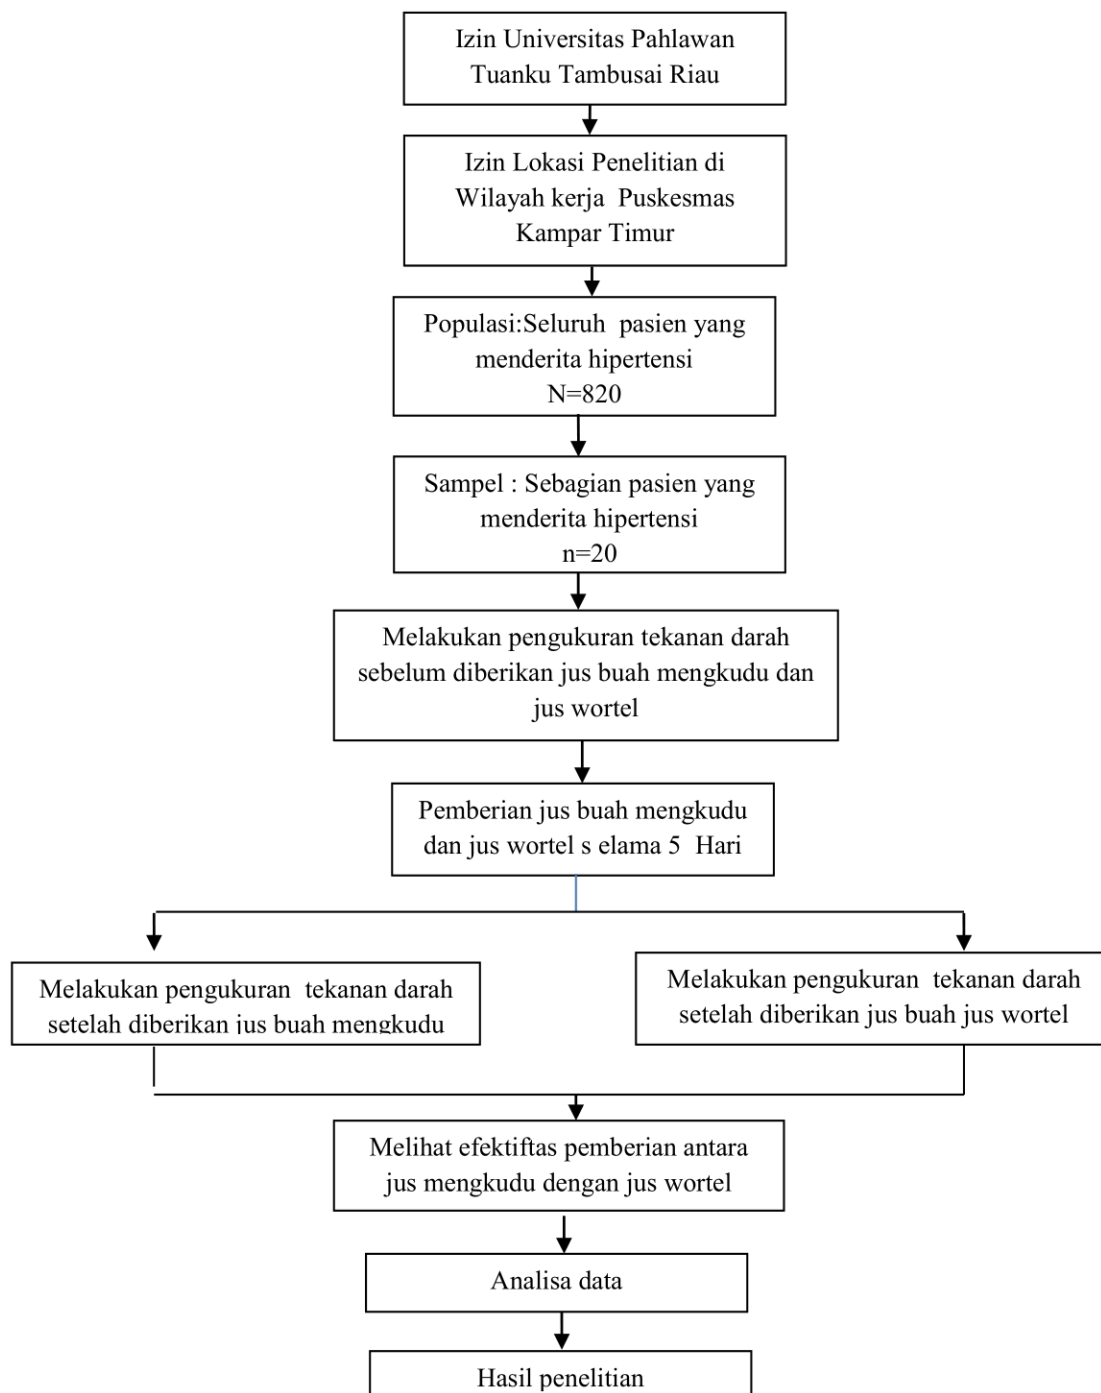 Izin Universitas Pahlawan
Tuanku Tambusai Riau
Izin Lokasi Penelitian di
Wilayah kerja  Puskesmas
Kampar Timur
Populasi:Seluruh  pasien yang
menderita hipertensi
N=820
Sampel : Sebagian pasien yang
menderita hipertensi
n=20
Melakukan pengukuran tekanan darah
sebelum diberikan jus buah mengkudu dan
jus wortel
Pemberian jus buah mengkudu
dan jus wortel s elama 5  Hari
Melakukan pengukuran  tekanan darah
setelah diberikan jus buah mengkudu
Melakukan pengukuran  tekanan darah
setelah diberikan jus buah jus wortel
Melihat efektiftas pemberian antara
jus mengkudu dengan jus wortel
Analisa data
Hasil penelitian